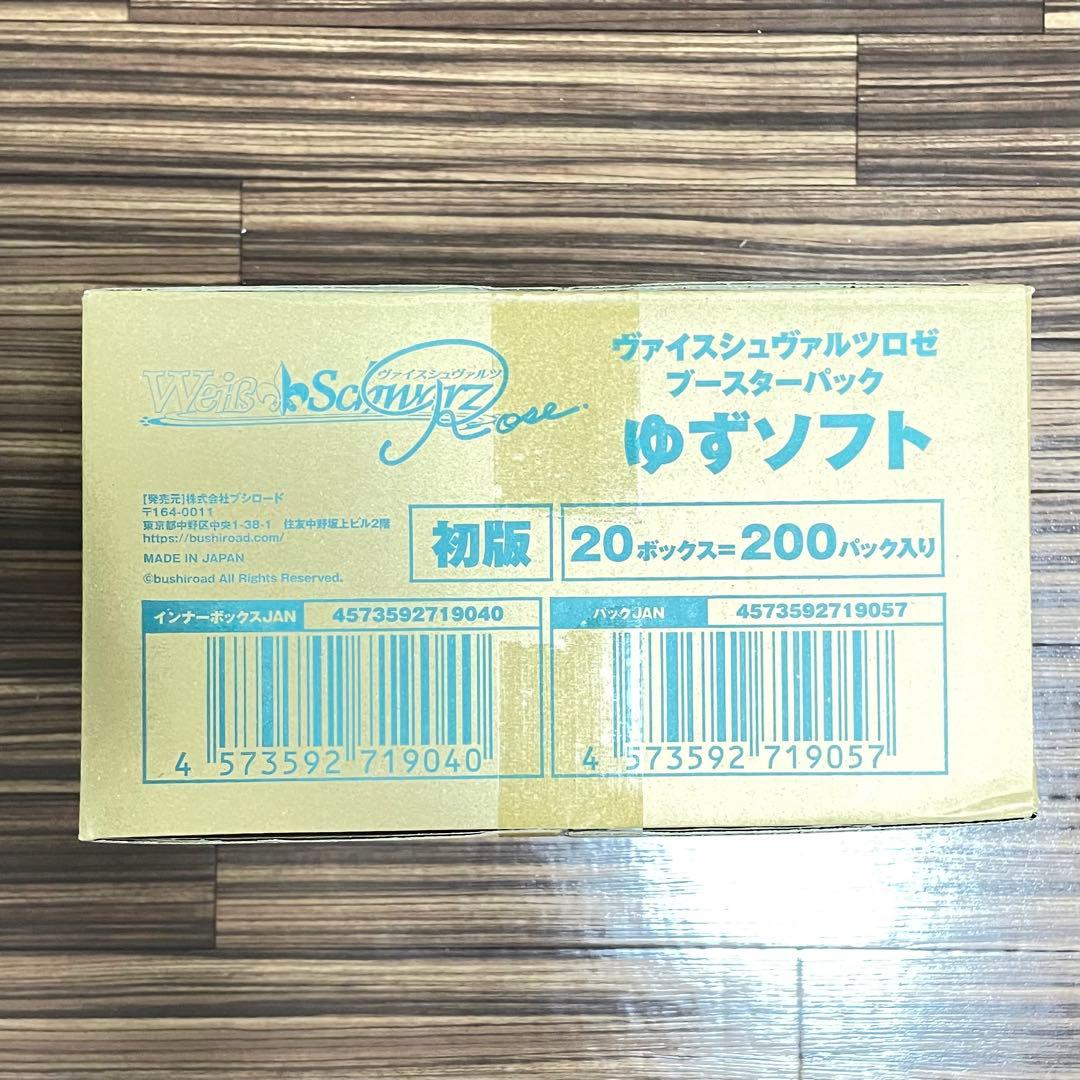 Weiß Schwarz
ヴァイスシュヴァルツ
Rose
ヴァイスシュヴァルツロゼ
ブースターパック
ゆずソフト
【発売元】株式会社ブシロード
〒164-0011
東京都中野区中央1-38-1 住友中野坂上ビル2階
https://bushiroad.com/
MADE IN JAPAN
©bushiroad All Rights Reserved.
初版
20ボックス=200パック入り
インナーボックスJAN 4573592719040
パックJAN 4573592719057
4 573592 719040
4 573592 719057